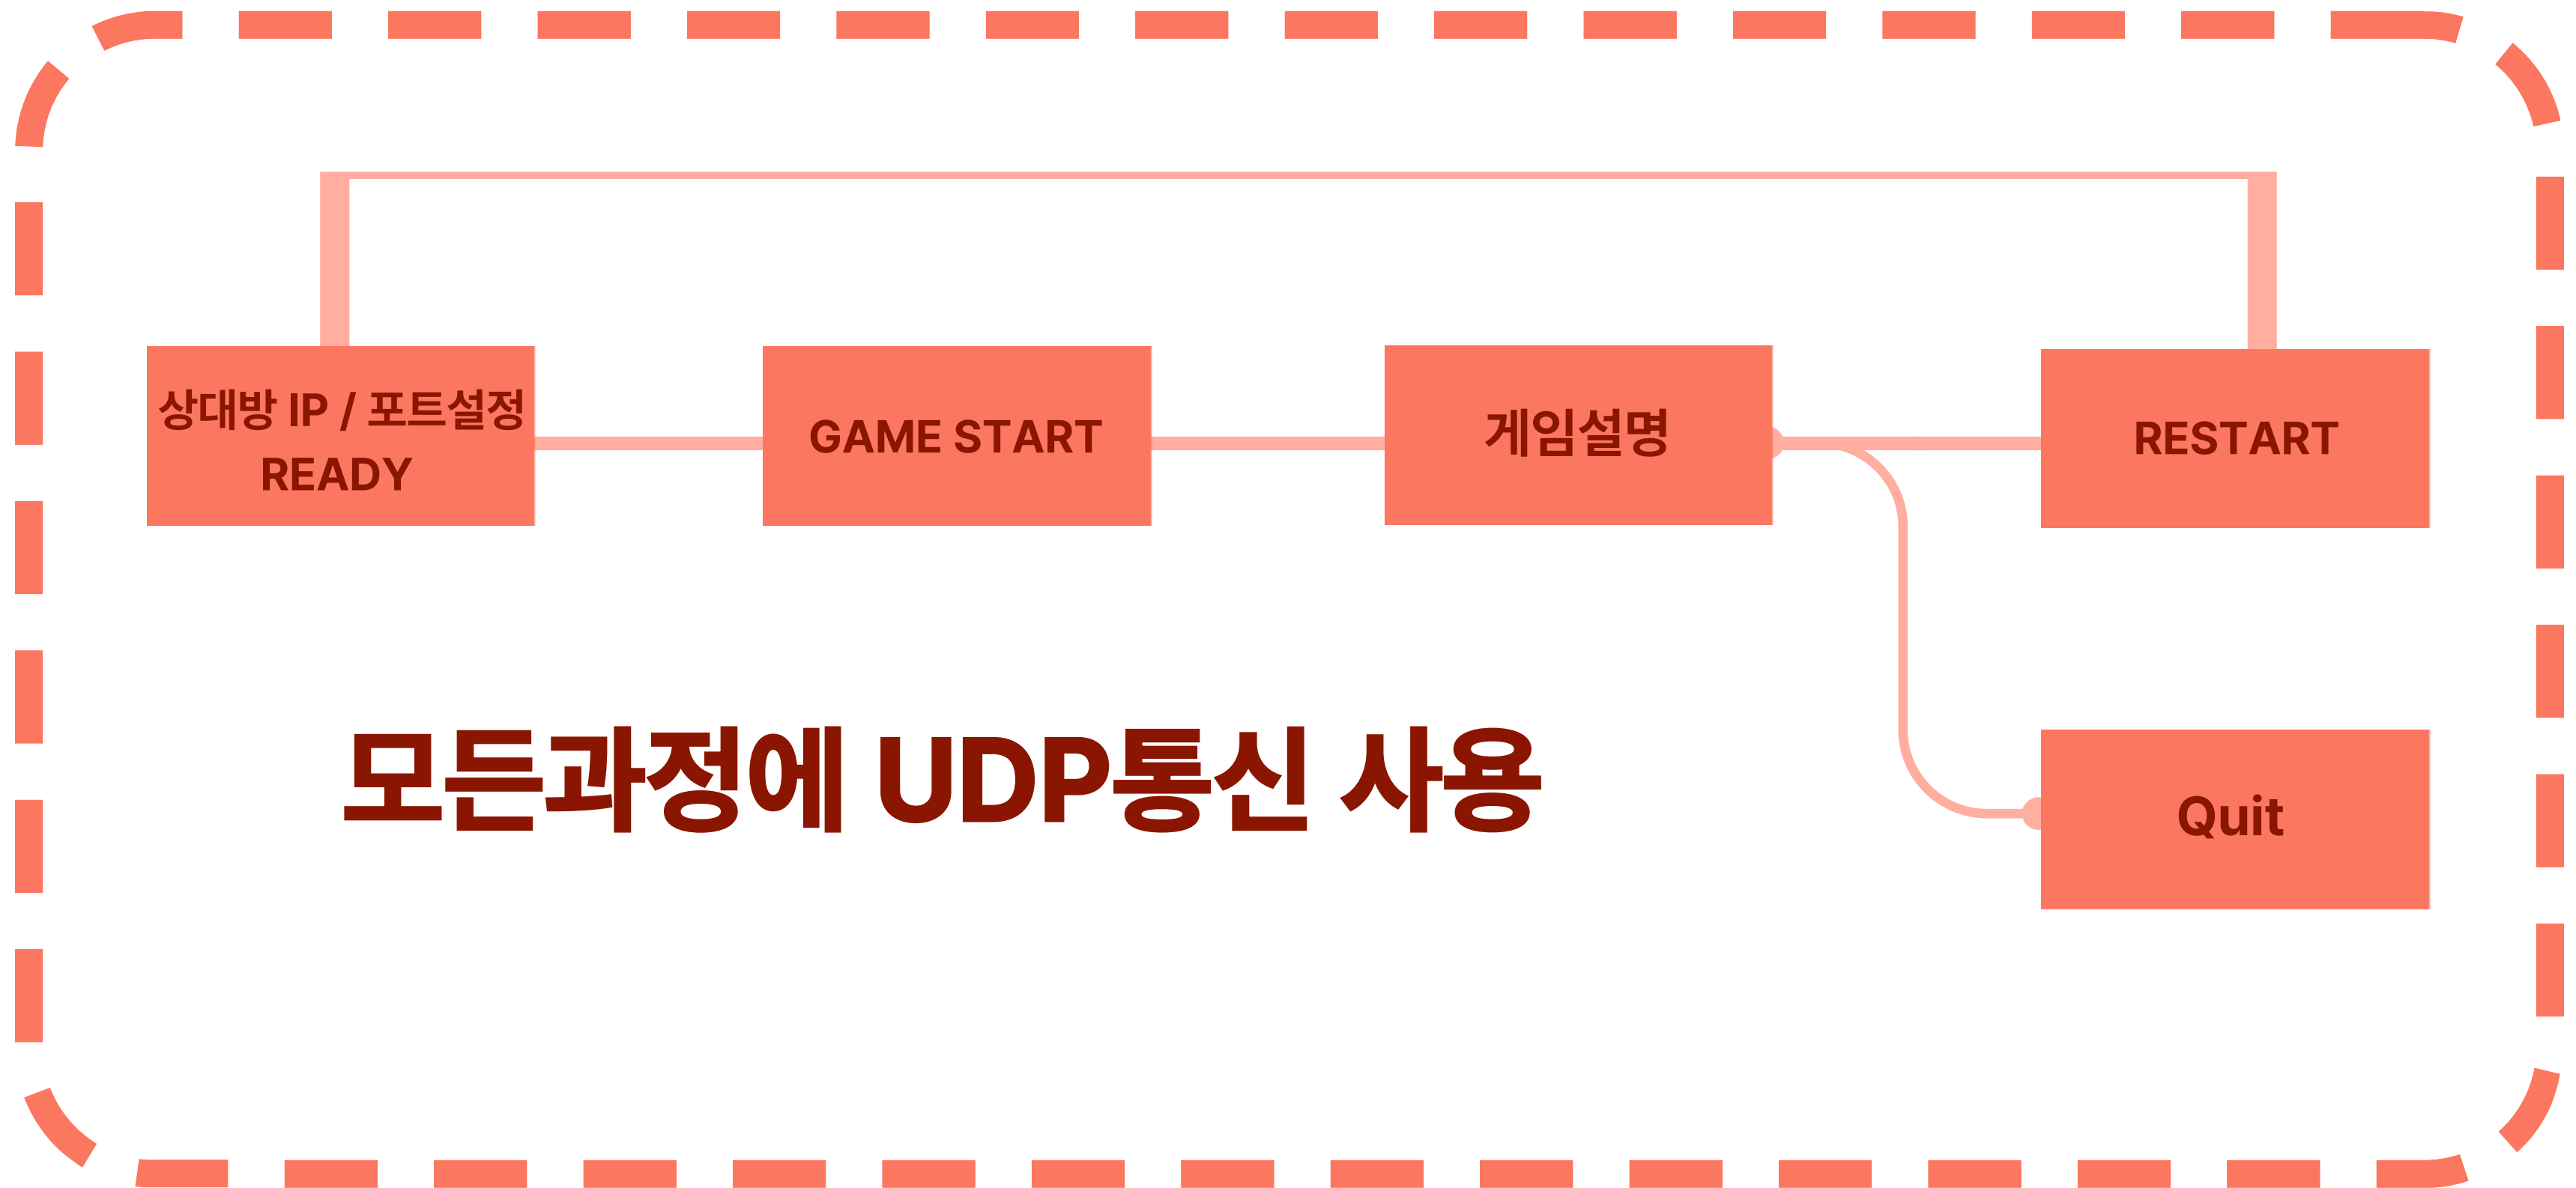 상대방 IP / 포트설정
READY
GAME START
게임설명
RESTART
모든과정에 UDP통신 사용
Quit